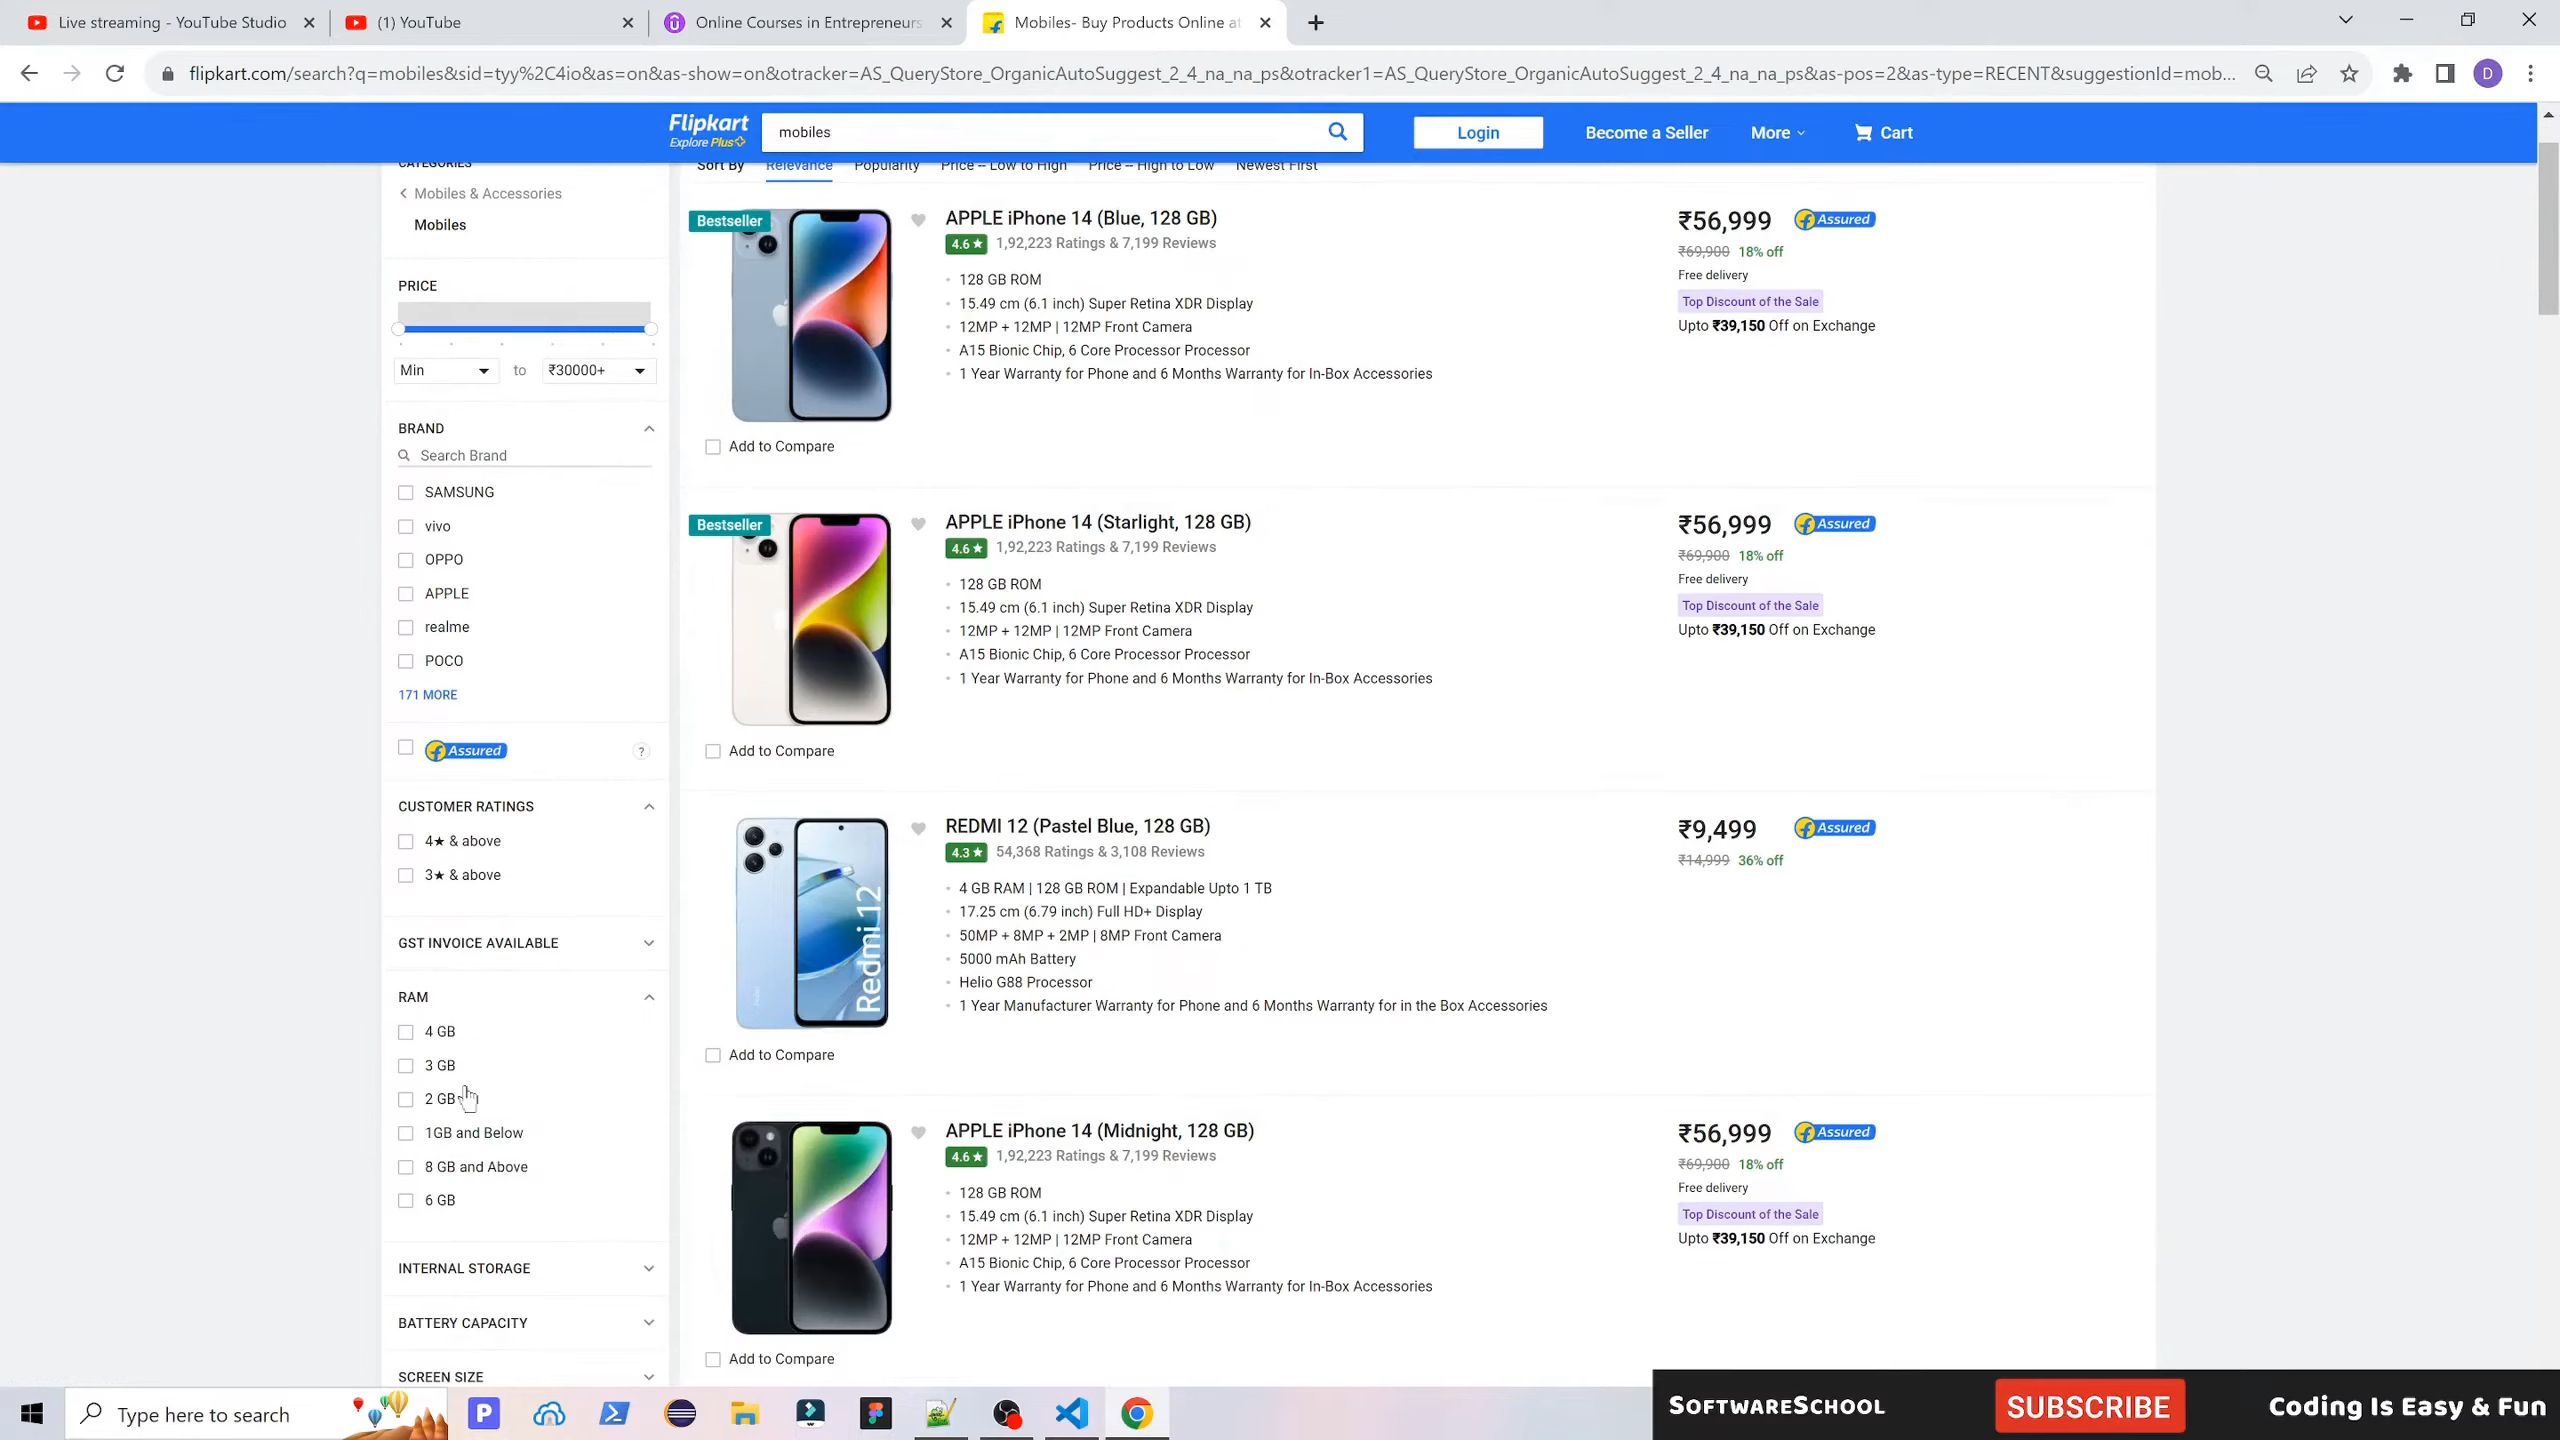 Live streaming - YouTube Studio
(1) YouTube
Online Courses in Entrepreneurs
Mobiles- Buy Products Online at
flipkart.com/search?q=mobiles&sid=tyy%2C4io&as=on&as-show=on&otracker=AS_QueryStore_OrganicAutoSuggest_2_4_na_na_ps&otracker1=AS_QueryStore_OrganicAutoSuggest_2_4_na_na_ps&as-pos=2&as-type=RECENT&suggestionId=mob...
D
Flipkart
Explore Plus
mobiles
Login
Become a Seller
More
Cart
CATEGORIES
Mobiles & Accessories
Mobiles
PRICE
Min
to
₹30000+
BRAND
Search Brand
SAMSUNG
vivo
OPPO
APPLE
realme
POCO
171 MORE
Assured
?
CUSTOMER RATINGS
4★ & above
3★ & above
GST INVOICE AVAILABLE
RAM
4 GB
3 GB
2 GB
1GB and Below
8 GB and Above
6 GB
INTERNAL STORAGE
BATTERY CAPACITY
SCREEN SIZE
Sort By Relevance Popularity Price -- Low to High Price -- High to Low Newest First
Bestseller
APPLE iPhone 14 (Blue, 128 GB)
4.6★ 1,92,223 Ratings & 7,199 Reviews
128 GB ROM
15.49 cm (6.1 inch) Super Retina XDR Display
12MP + 12MP | 12MP Front Camera
A15 Bionic Chip, 6 Core Processor Processor
1 Year Warranty for Phone and 6 Months Warranty for In-Box Accessories
Add to Compare
₹56,999 Assured
₹69,900 18% off
Free delivery
Top Discount of the Sale
Upto ₹39,150 Off on Exchange
Bestseller
APPLE iPhone 14 (Starlight, 128 GB)
4.6★ 1,92,223 Ratings & 7,199 Reviews
128 GB ROM
15.49 cm (6.1 inch) Super Retina XDR Display
12MP + 12MP | 12MP Front Camera
A15 Bionic Chip, 6 Core Processor Processor
1 Year Warranty for Phone and 6 Months Warranty for In-Box Accessories
Add to Compare
₹56,999 Assured
₹69,900 18% off
Free delivery
Top Discount of the Sale
Upto ₹39,150 Off on Exchange
Redmi 12
REDMI 12 (Pastel Blue, 128 GB)
4.3★ 54,368 Ratings & 3,108 Reviews
4 GB RAM | 128 GB ROM | Expandable Upto 1 TB
17.25 cm (6.79 inch) Full HD+ Display
50MP + 8MP + 2MP | 8MP Front Camera
5000 mAh Battery
Helio G88 Processor
1 Year Manufacturer Warranty for Phone and 6 Months Warranty for in the Box Accessories
Add to Compare
₹9,499 Assured
₹14,999 36% off
APPLE iPhone 14 (Midnight, 128 GB)
4.6★ 1,92,223 Ratings & 7,199 Reviews
128 GB ROM
15.49 cm (6.1 inch) Super Retina XDR Display
12MP + 12MP | 12MP Front Camera
A15 Bionic Chip, 6 Core Processor Processor
1 Year Warranty for Phone and 6 Months Warranty for In-Box Accessories
Add to Compare
₹56,999 Assured
₹69,900 18% off
Free delivery
Top Discount of the Sale
Upto ₹39,150 Off on Exchange
Type here to search
P
SOFTWARESCHOOL
SUBSCRIBE
Coding Is Easy & Fun